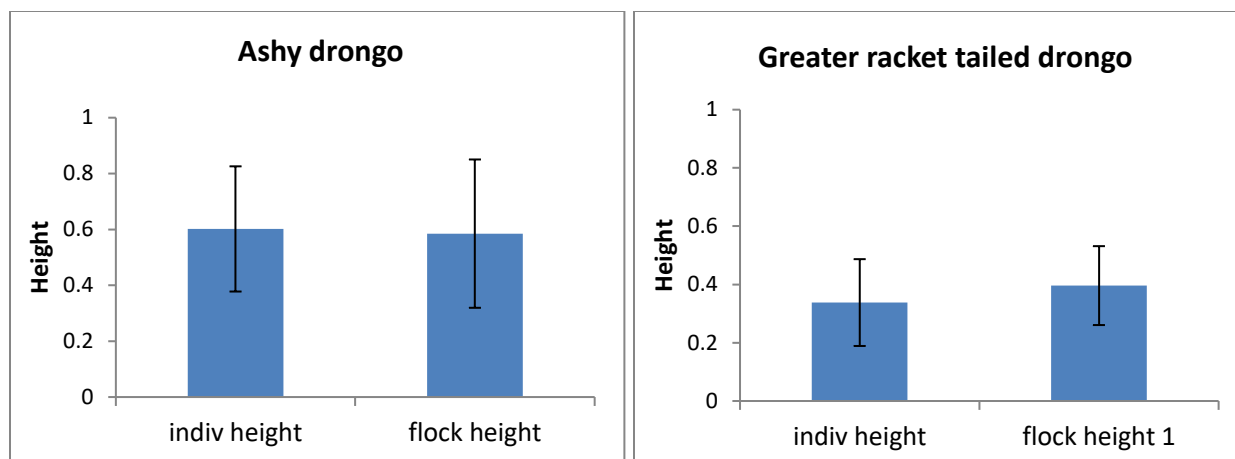 Ashy drongo
1
0.8
0.6
0.4
0.2
0
Height
indiv height
flock height
Greater racket tailed drongo
1
0.8
0.6
0.4
0.2
0
Height
indiv height
flock height 1